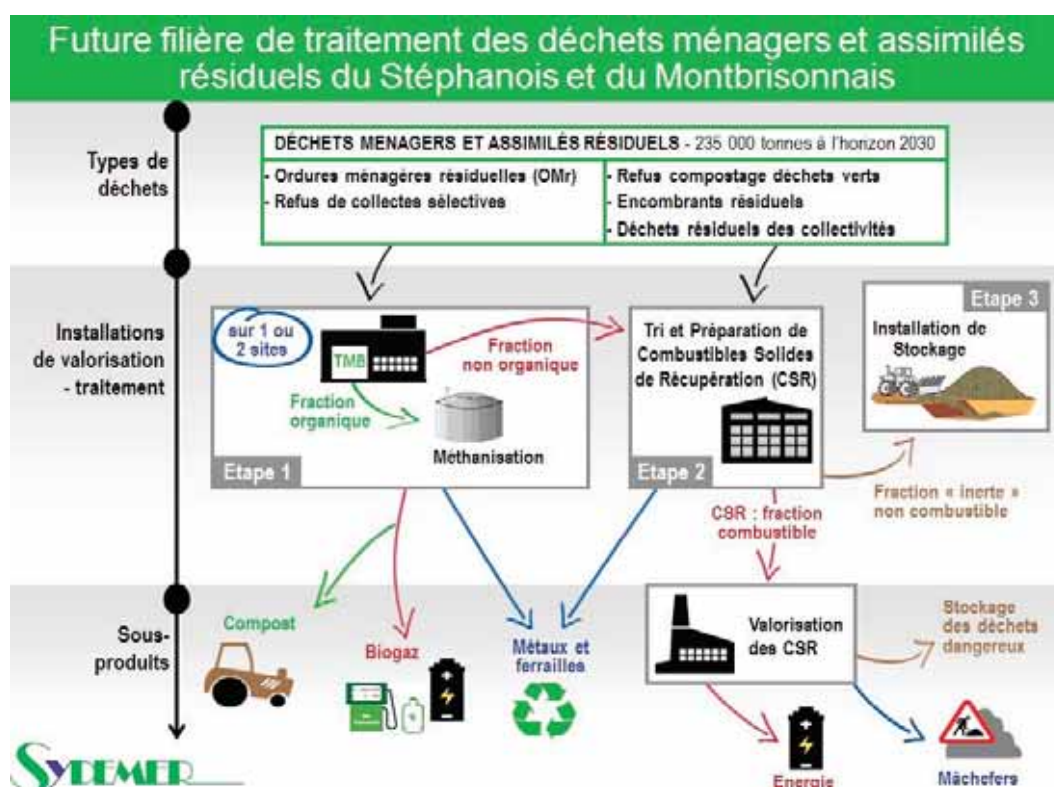 Future filière de traitement des déchets ménagers et assimilés
résiduels du Stéphanois et du Montbrisonnais
Types de
déchets
DÉCHETS MENAGERS ET ASSIMILÉS RÉSIDUELS - 235 000 tonnes à l'horizon 2030
- Ordures ménagères résiduelles (OMr)
- Refus de collectes sélectives
- Refus compostage déchets verts
- Encombrants résiduels
- Déchets résiduels des collectivités
Installations
de valorisation
- traitement
sur 1 ou
2 sites
TMB
Fraction
organique
Fraction
non organique
Méthanisation
Etape 1
Tri et Préparation de
Combustibles Solides
de Récupération (CSR)
Etape 2
Etape 3
Installation de
Stockage
Fraction « inerte »
non combustible
CSR : fraction
combustible
Sous-
produits
Compost
Biogaz
Métaux et
ferrailles
Valorisation
des CSR
Stockage
des déchets
dangereux
Energie
Mâchefers
SYDEMER